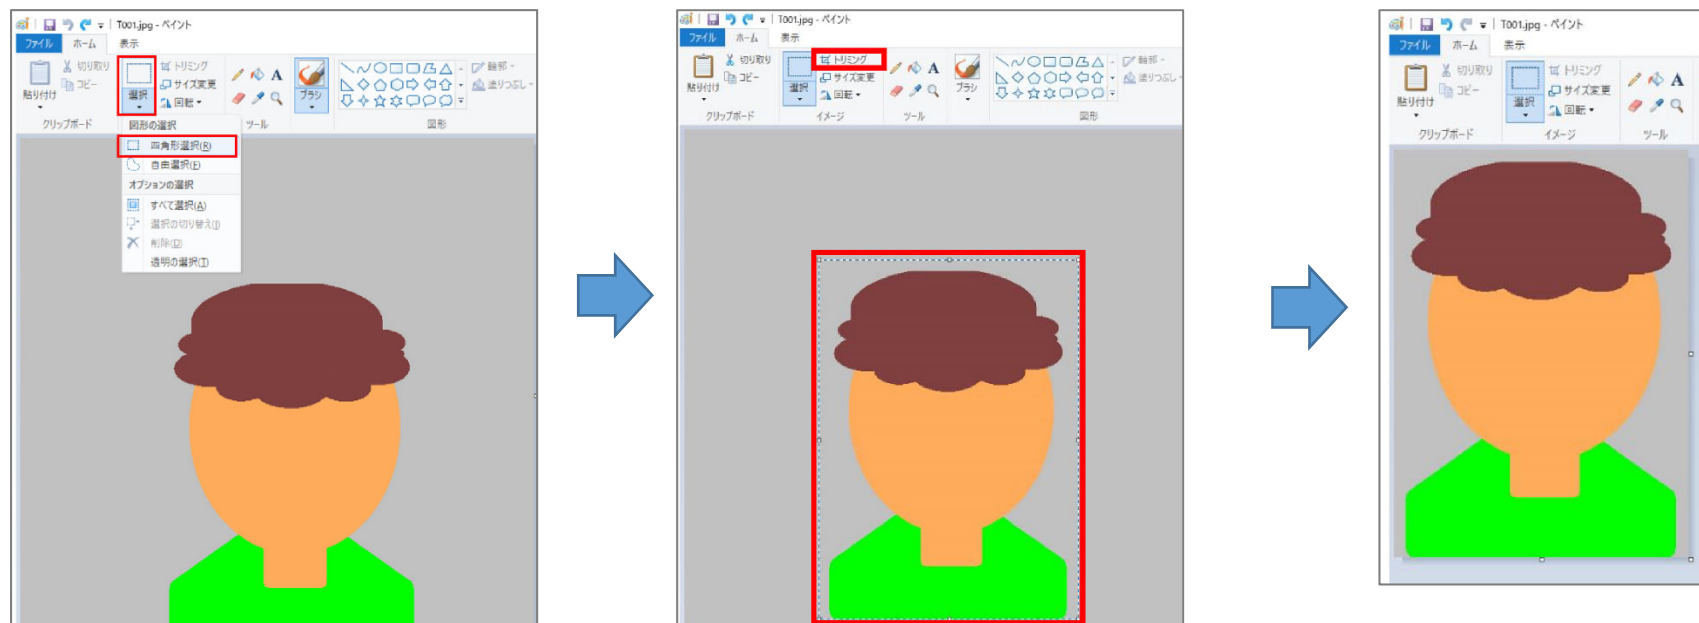 T001.jpg - ペイント
ファイル ホーム 表示
貼り付け
切り取り
コピー
選択
トリミング
サイズ変更
回転
A
ブラシ
輪郭
塗りつぶし
クリップボード
図形の選択
ツール
図形
四角形選択(R)
自由選択(F)
オプションの選択
すべて選択(A)
選択の切り替え(I)
削除(D)
透明の選択(T)
T001.jpg - ペイント
ファイル ホーム 表示
貼り付け
切り取り
コピー
選択
トリミング
サイズ変更
回転
A
ブラシ
輪郭
塗りつぶし
クリップボード
イメージ
ツール
図形
T001.jpg - ペイント
ファイル ホーム 表示
貼り付け
切り取り
コピー
選択
トリミング
サイズ変更
回転
A
クリップボード
イメージ
ツール